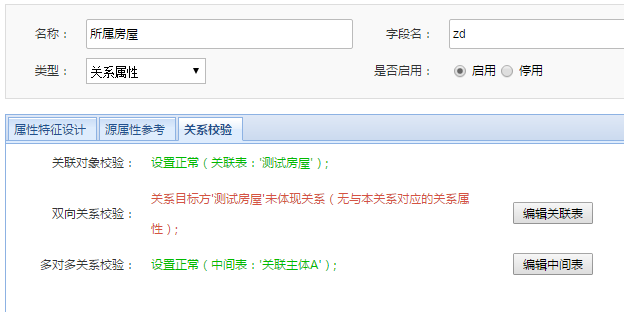 名称： 所属房屋 字段名： zd
类型： 关系属性 是否启用： 启用 停用
属性特征设计 源属性参考 关系校验
关联对象校验： 设置正常（关联表：'测试房屋'）;
双向关系校验： 关系目标方'测试房屋'未体现关系（无与本关系对应的关系属
性）; 编辑关联表
多对多关系校验： 设置正常（中间表：'关联主体A'）; 编辑中间表